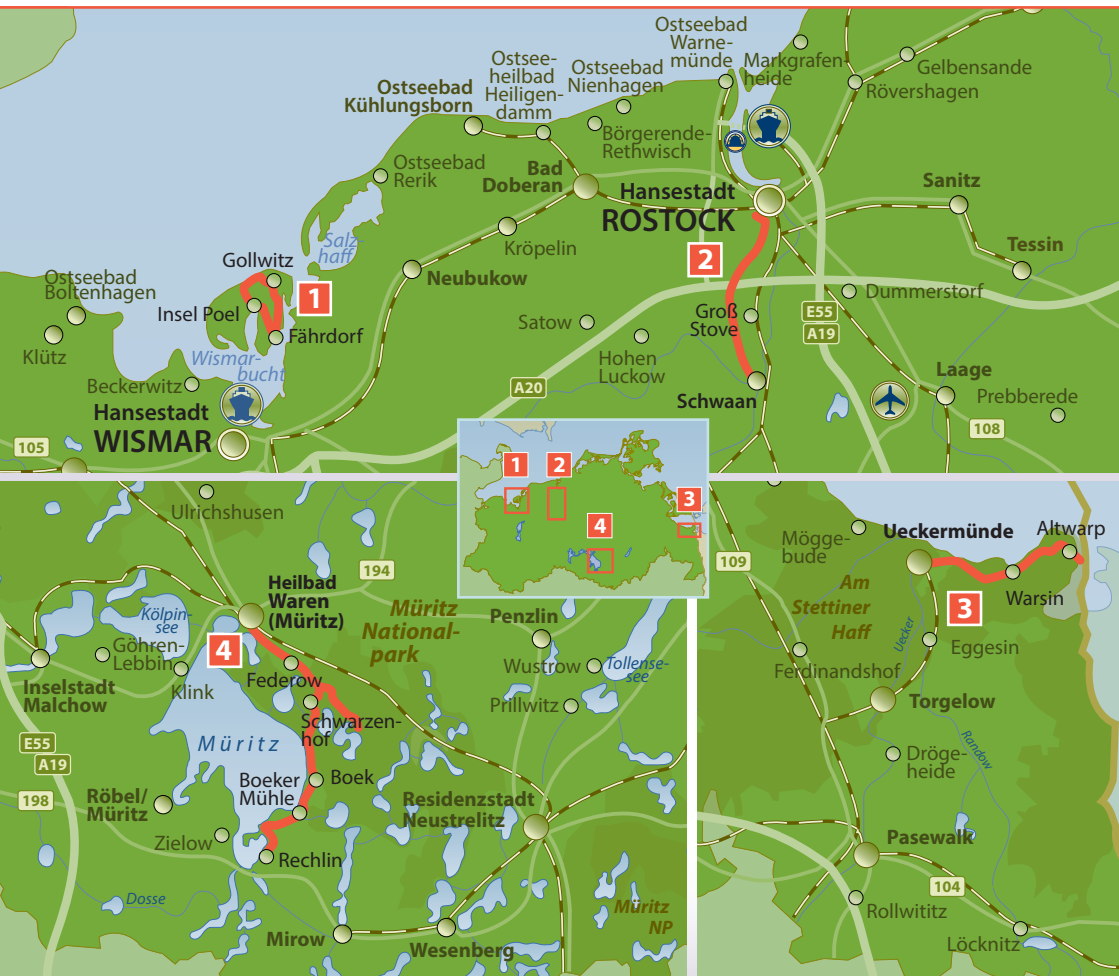 Ostseebad
Warne-
münde
Markgrafen
heide
Gelbensande
Rövershagen
Ostsee-
heilbad
Heiligen-
damm
Ostseebad
Nienhagen
Ostseebad
Kühlungsborn
Börgerende-
Rethwisch
Ostseebad
Rerik
Bad
Doberan
Hansestadt
ROSTOCK
Sanitz
Tessin
Salz-
haff
Kröpelin
Neubukow
Gollwitz
1
2
Insel Poel
Fährdorf
Ostseebad
Boltenhagen
Klütz
Wismar-
bucht
Beckerwitz
Hansestadt
WISMAR
105
Satow
Hohen
Luckow
A20
Groß
Stove
Schwaan
E55
A19
Dummerstorf
Laage
Prebberede
108
1
2
3
4
Ulrichshusen
194
Heilbad
Waren
(Müritz)
Kölpin-
see
Göhren-
Lebbin
Klink
4
Inselstadt
Malchow
Federow
Schwarzen-
hof
Müritz
National-
park
Penzlin
Wustrow
Tollense-
see
Prillwitz
E55
A19
198
Müritz
Boeker
Mühle
Boek
Röbel/
Müritz
Zielow
Rechlin
Residenzstadt
Neustrelitz
Dosse
Mirow
Wesenberg
Müritz
NP
109
Mögge-
bude
Ueckermünde
Altwarp
Warsin
3
Am
Stettiner
Haff
Uecker
Eggesin
Ferdinandshof
Torgelow
Randow
Dröge-
heide
Pasewalk
104
Rollwititz
Löcknitz